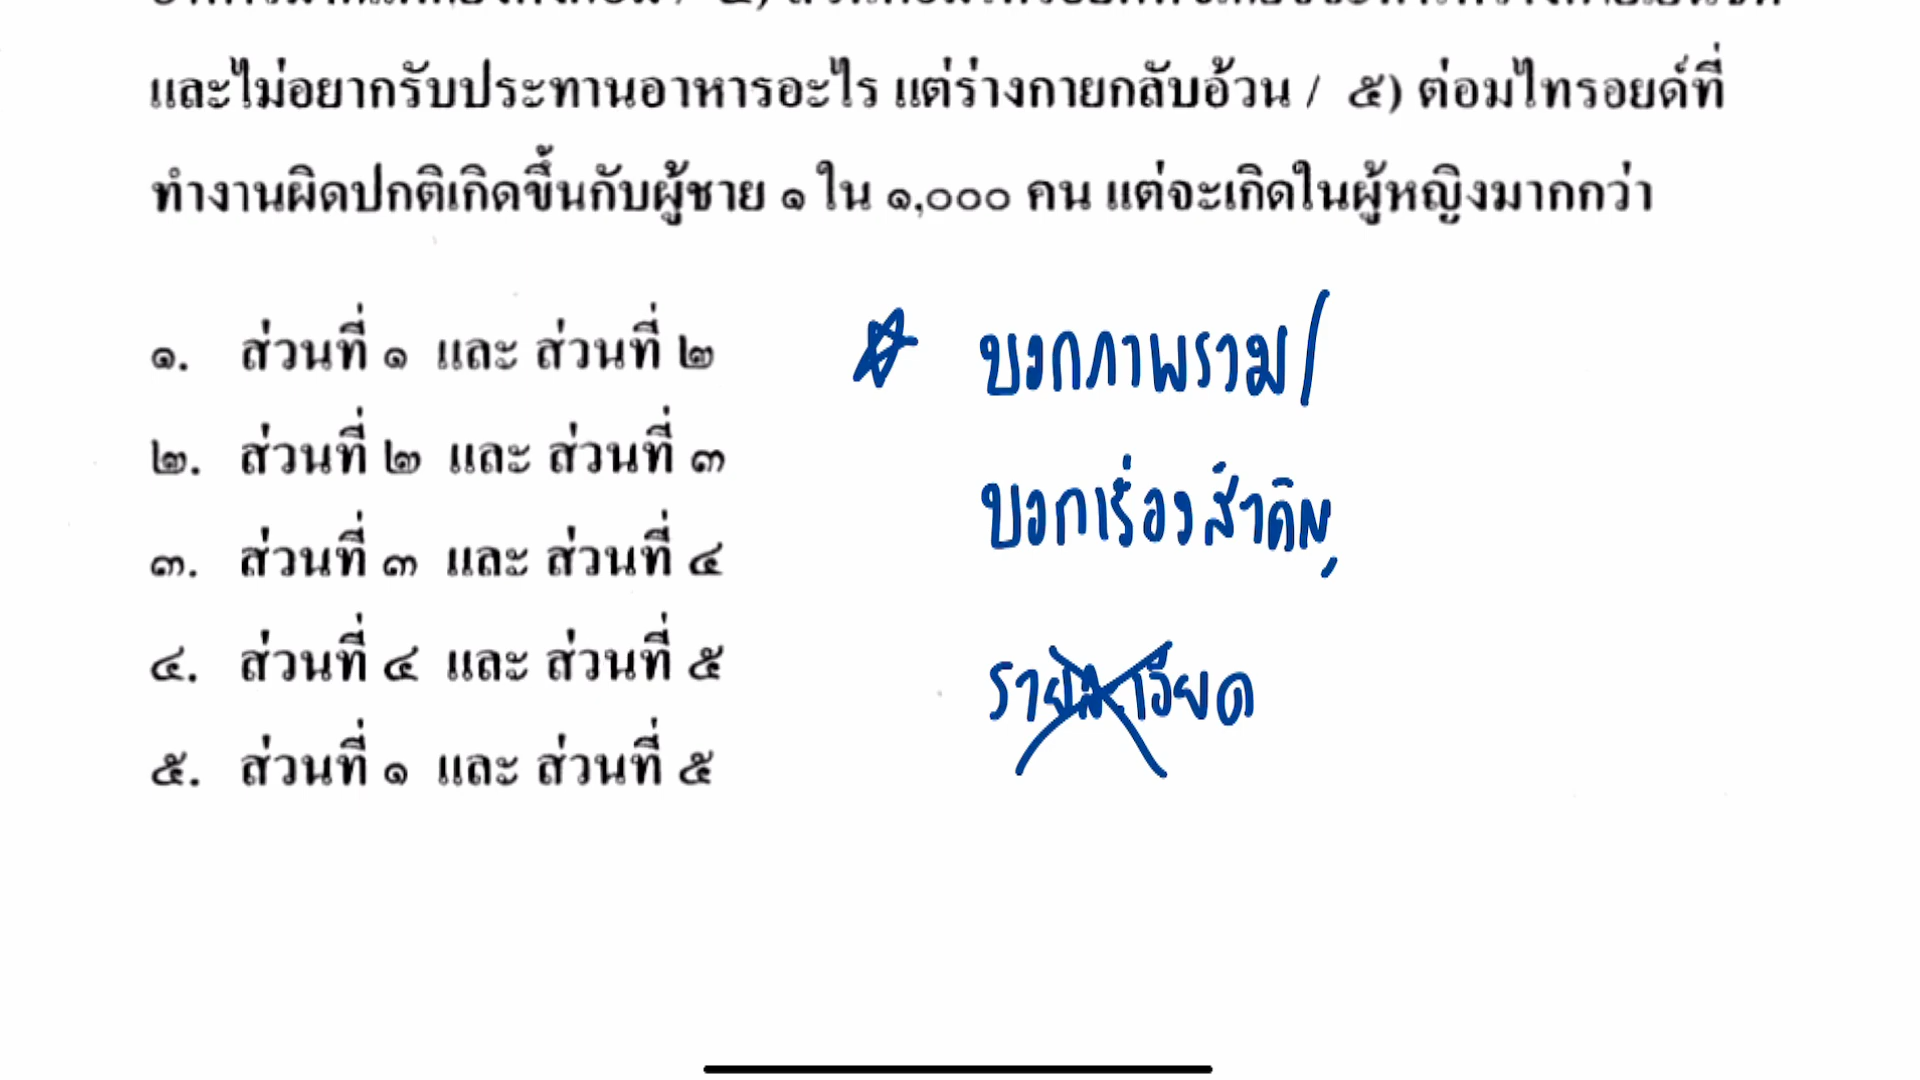 และไม่อยากรับประทานอาหารอะไร แต่ร่างกายกลับอ้วน / ๕) ต่อมไทรอยด์ที่
ทำงานผิดปกติเกิดขึ้นกับผู้ชาย ๑ ใน ๑,๐๐๐ คน แต่จะเกิดในผู้หญิงมากกว่า
๑. ส่วนที่ ๑ และ ส่วนที่ ๒
๒. ส่วนที่ ๒ และ ส่วนที่ ๓
๓. ส่วนที่ ๓ และ ส่วนที่ ๔
๔. ส่วนที่ ๔ และ ส่วนที่ ๕
๕. ส่วนที่ ๑ และ ส่วนที่ ๕
บอกภาพรวม/
บอกเรื่องสำคัญ
รายละเอียด